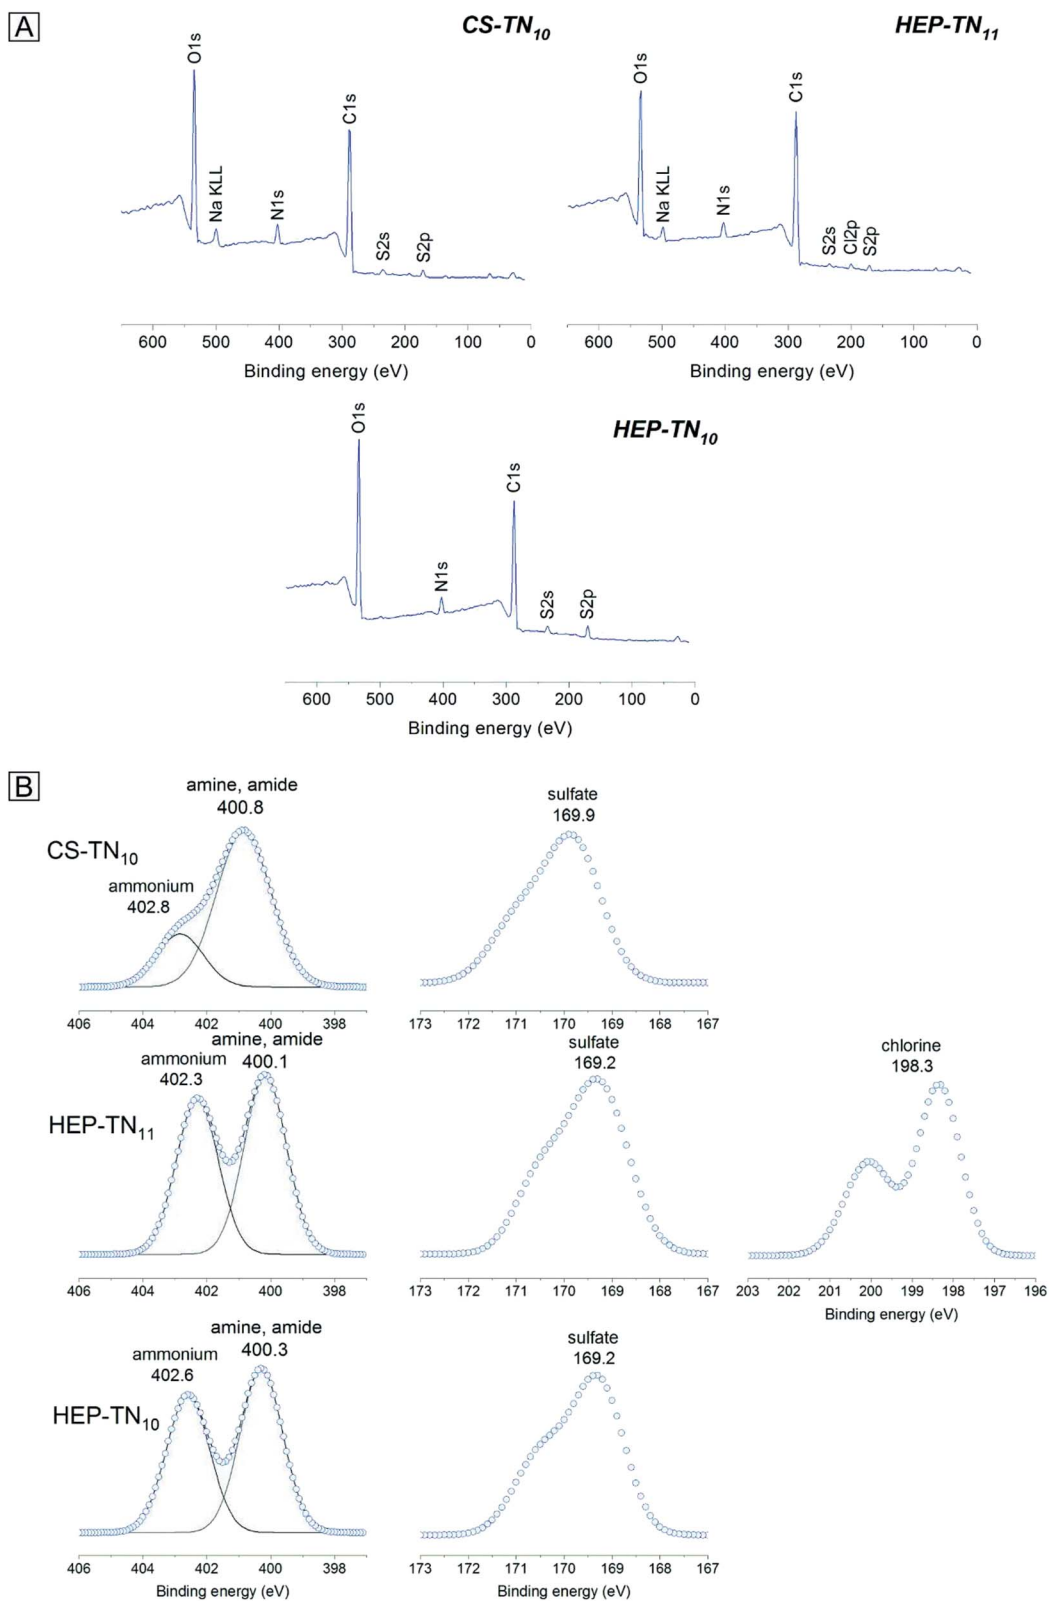 A
CS-TN10
HEP-TN11
O1s
Na KLL
N1s
C1s
S2s
S2p
O1s
Na KLL
N1s
C1s
S2s
Cl2p
S2p
600 500 400 300 200 100 0
600 500 400 300 200 100 0
Binding energy (eV)
Binding energy (eV)
HEP-TN10
O1s
N1s
C1s
S2s
S2p
600 500 400 300 200 100 0
Binding energy (eV)
B
CS-TN10
amine, amide
400.8
ammonium
402.8
sulfate
169.9
406 404 402 400 398
173 172 171 170 169 168 167
HEP-TN11
amine, amide
400.1
ammonium
402.3
sulfate
169.2
chlorine
198.3
406 404 402 400 398
173 172 171 170 169 168 167
203 202 201 200 199 198 197 196
Binding energy (eV)
HEP-TN10
amine, amide
400.3
ammonium
402.6
sulfate
169.2
406 404 402 400 398
173 172 171 170 169 168 167
Binding energy (eV)
Binding energy (eV)